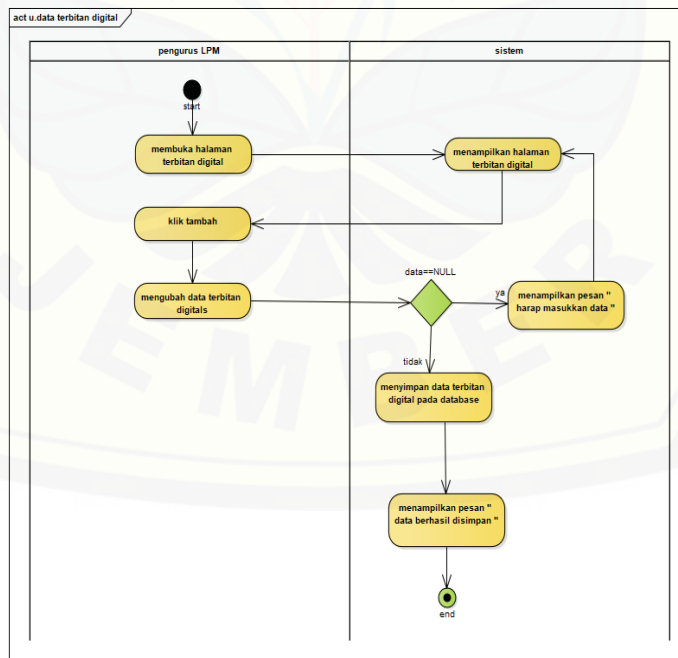 act u.data terbitan digital
pengurus LPM
sistem
start
membuka halaman
terbitan digital
menampilkan halaman
terbitan digital
klik tambah
data==NULL
mengubah data terbitan
digitals
ya
menampilkan pesan "
harap masukkan data "
tidak
menyimpan data terbitan
digital pada database
menampilkan pesan "
data berhasil disimpan "
end
JEMBER